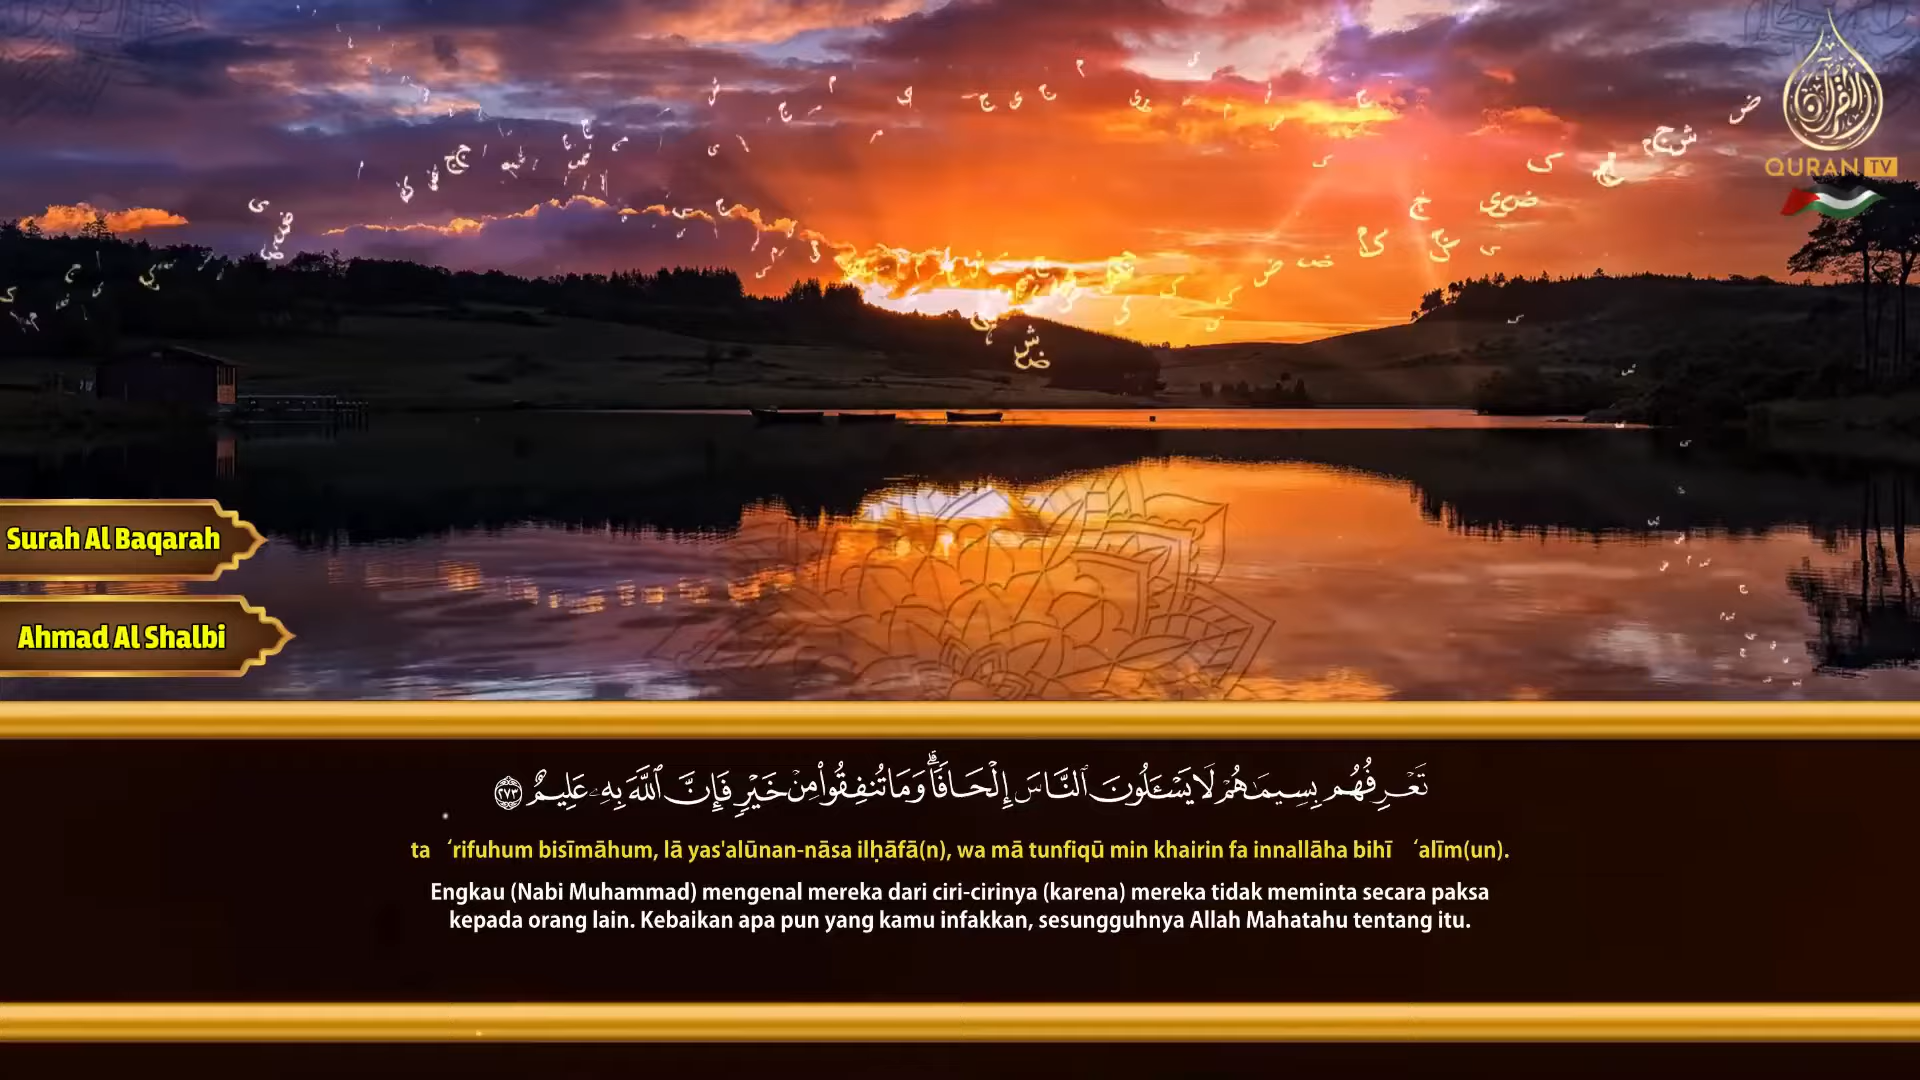 القرآن
QURAN TV
Surah Al Baqarah
Ahmad Al Shalbi
تَعْرِفُهُم بِسِيمَٰهُمْ لَا يَسْـَٔلُونَ ٱلنَّاسَ إِلْحَافًا ۗ وَمَا تُنفِقُوا۟ مِنْ خَيْرٍ فَإِنَّ ٱللَّهَ بِهِۦ عَلِيمٌ ٢٧٣
ta ‘rifuhum bisīmāhum, lā yas'alūnan-nāsa ilḥāfā(n), wa mā tunfiqū min khairin fa innallāha bihī ‘alīm(un).
Engkau (Nabi Muhammad) mengenal mereka dari ciri-cirinya (karena) mereka tidak meminta secara paksa
kepada orang lain. Kebaikan apa pun yang kamu infakkan, sesungguhnya Allah Mahatahu tentang itu.